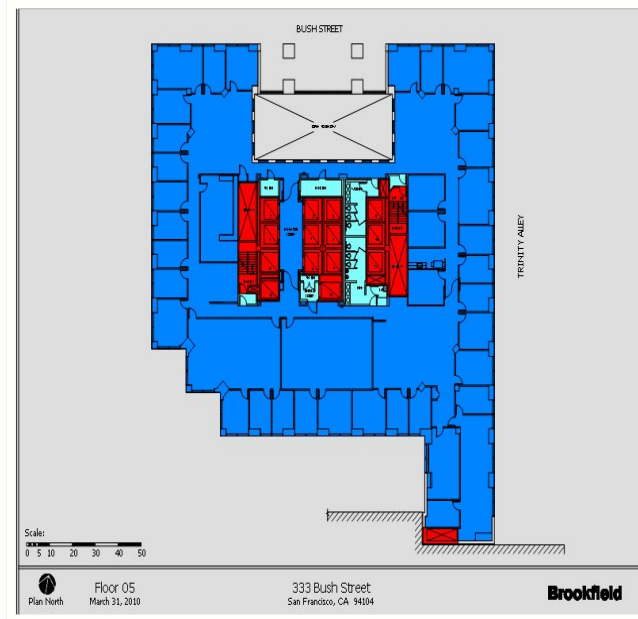 BUSH STREET
TRINITY ALLEY
Scale:
0 5 10 20 30 40 50
Plan North
Floor 05
March 31, 2010
333 Bush Street
San Francisco, CA 94104
Brookfield